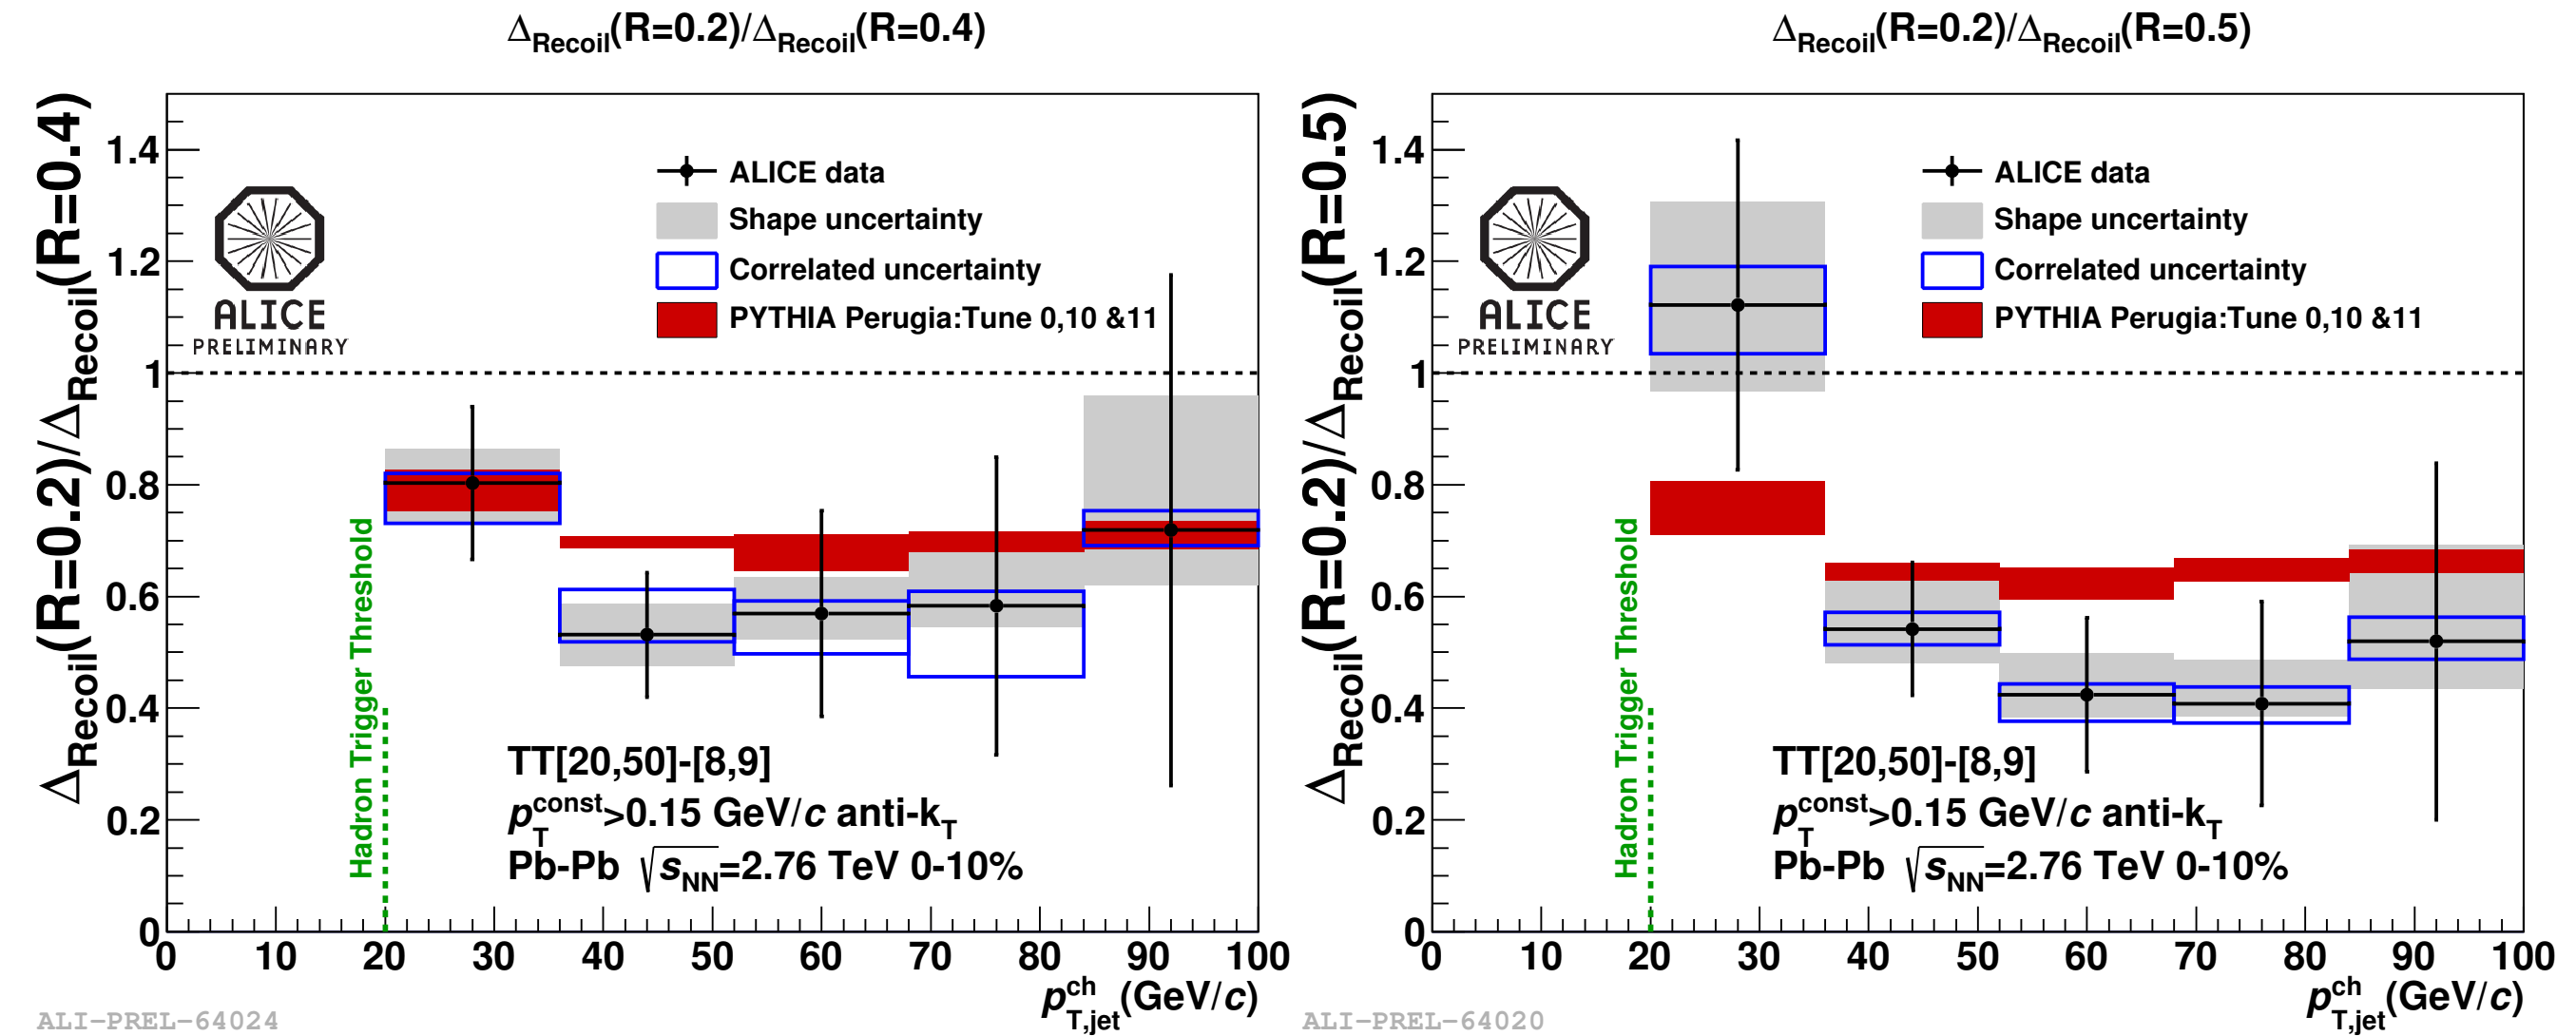 Δ_Recoil(R=0.2)/Δ_Recoil(R=0.4)
Δ_Recoil(R=0.2)/Δ_Recoil(R=0.4)
1.4
1.2
1
0.8
0.6
0.4
0.2
0
ALICE
PRELIMINARY
ALICE data
Shape uncertainty
Correlated uncertainty
PYTHIA Perugia:Tune 0,10 &11
Hadron Trigger Threshold
TT[20,50]-[8,9]
p_T^const>0.15 GeV/c anti-k_T
Pb-Pb √s_NN=2.76 TeV 0-10%
0 10 20 30 40 50 60 70 80 90 100
p_T,jet^ch(GeV/c)
ALI-PREL-64024
Δ_Recoil(R=0.2)/Δ_Recoil(R=0.5)
Δ_Recoil(R=0.2)/Δ_Recoil(R=0.5)
1.4
1.2
1
0.8
0.6
0.4
0.2
0
ALICE
PRELIMINARY
ALICE data
Shape uncertainty
Correlated uncertainty
PYTHIA Perugia:Tune 0,10 &11
Hadron Trigger Threshold
TT[20,50]-[8,9]
p_T^const>0.15 GeV/c anti-k_T
Pb-Pb √s_NN=2.76 TeV 0-10%
0 10 20 30 40 50 60 70 80 90 100
p_T,jet^ch(GeV/c)
ALI-PREL-64020